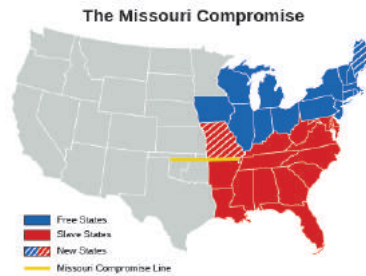 The Missouri Compromise
Free States
Slave States
New States
Missouri Compromise Line